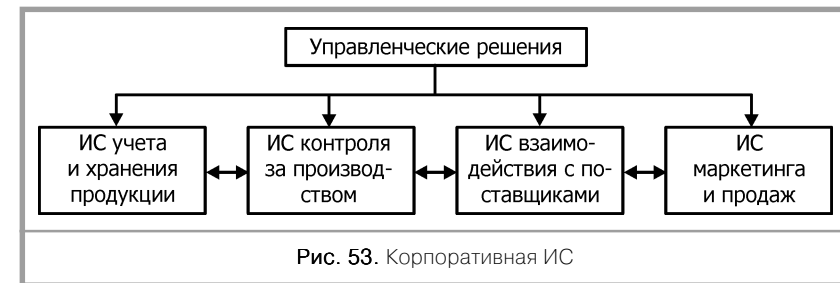 Управленческие решения
ИС учета
и хранения
продукции
ИС контроля
за производ-
ством
ИС взаимо-
действия с по-
ставщиками
ИС
маркетинга
и продаж
Рис. 53. Корпоративная ИС